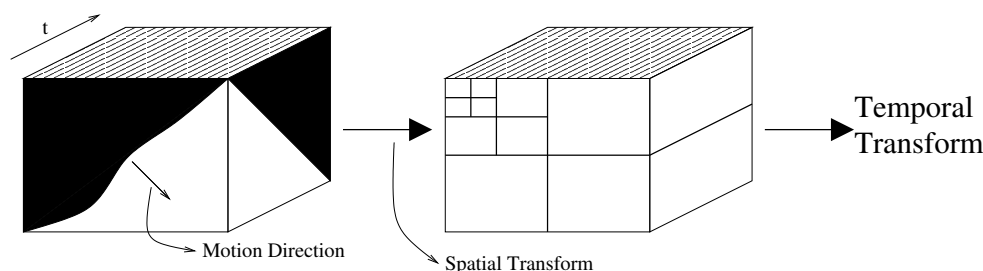 t
Temporal
Transform
Motion Direction
Spatial Transform